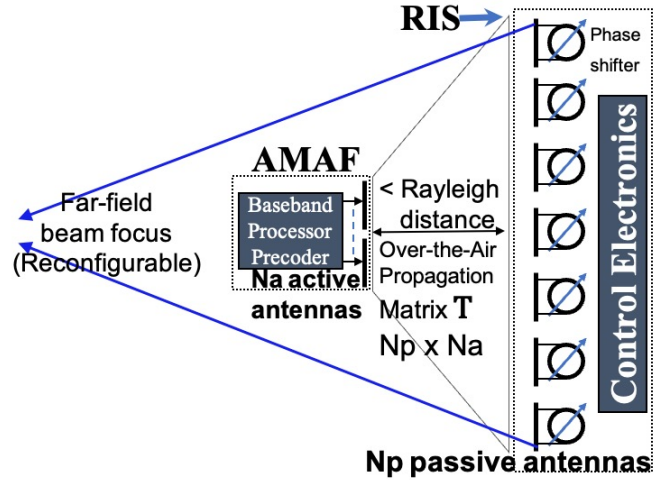 RIS
Phase
shifter
AMAF
Baseband
Processor
Precoder
Na active
antennas
< Rayleigh
distance
Over-the-Air
Propagation
Matrix T
Np x Na
Far-field
beam focus
(Reconfigurable)
Control Electronics
Np passive antennas